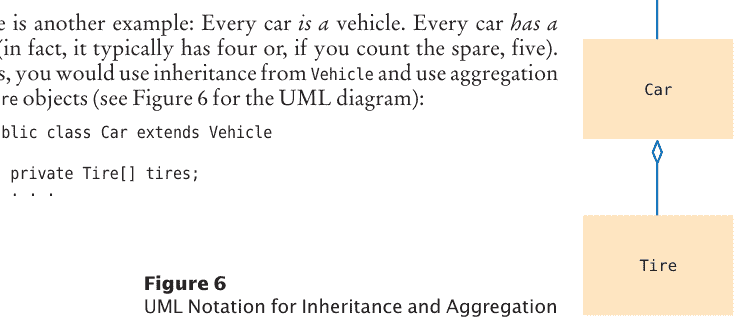 e is another example: Every car is a vehicle. Every car has a
(in fact, it typically has four or, if you count the spare, five).
s, you would use inheritance from Vehicle and use aggregation
re objects (see Figure 6 for the UML diagram):
blic class Car extends Vehicle
private Tire[] tires;
. . .
Car
Tire
Figure 6
UML Notation for Inheritance and Aggregation